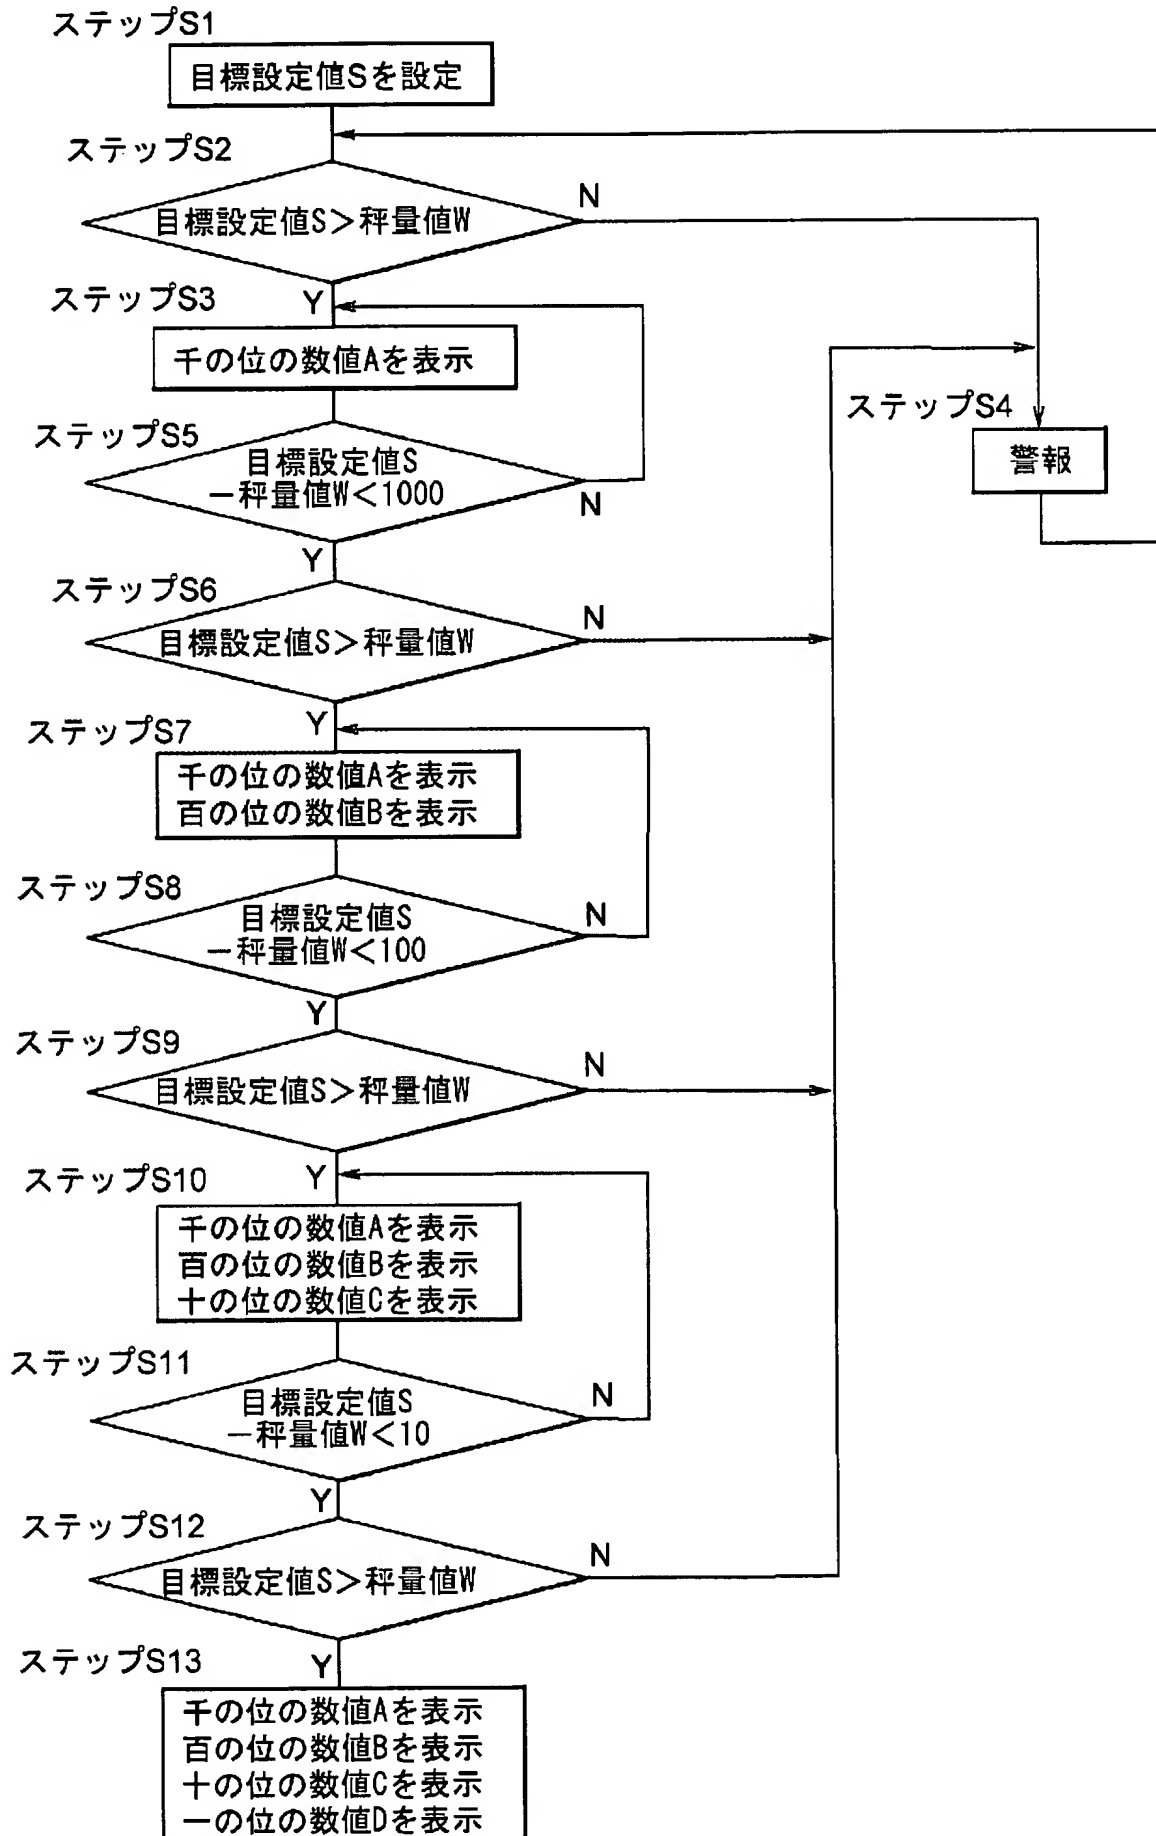 ステップS1
目標設定値Sを設定
ステップS2
目標設定値S＞秤量値W
N
Y
ステップS3
千の位の数値Aを表示
ステップS4
警報
ステップS5
目標設定値S
－秤量値W＜1000
N
Y
ステップS6
目標設定値S＞秤量値W
N
Y
ステップS7
千の位の数値Aを表示
百の位の数値Bを表示
ステップS8
目標設定値S
－秤量値W＜100
N
Y
ステップS9
目標設定値S＞秤量値W
N
Y
ステップS10
千の位の数値Aを表示
百の位の数値Bを表示
十の位の数値Cを表示
ステップS11
目標設定値S
－秤量値W＜10
N
Y
ステップS12
目標設定値S＞秤量値W
N
Y
ステップS13
千の位の数値Aを表示
百の位の数値Bを表示
十の位の数値Cを表示
一の位の数値Dを表示